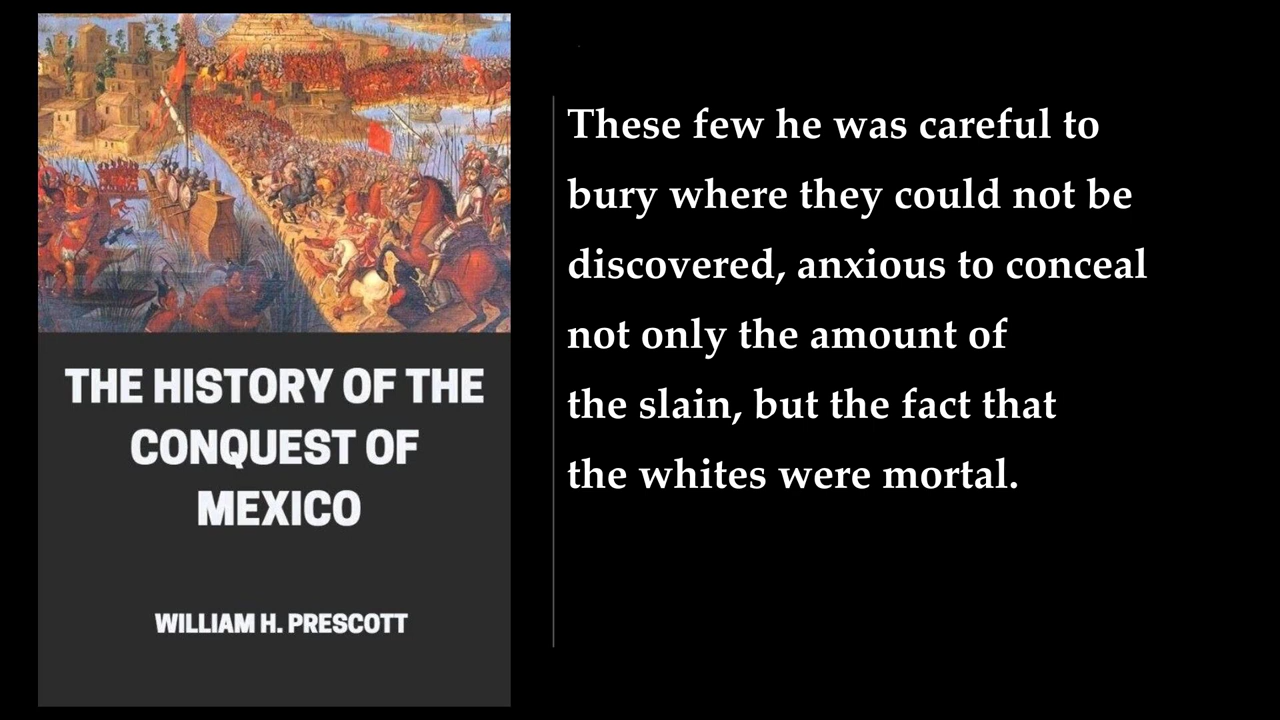 THE HISTORY OF THE
CONQUEST OF
MEXICO
WILLIAM H. PRESCOTT
These few he was careful to
bury where they could not be
discovered, anxious to conceal
not only the amount of
the slain, but the fact that
the whites were mortal.